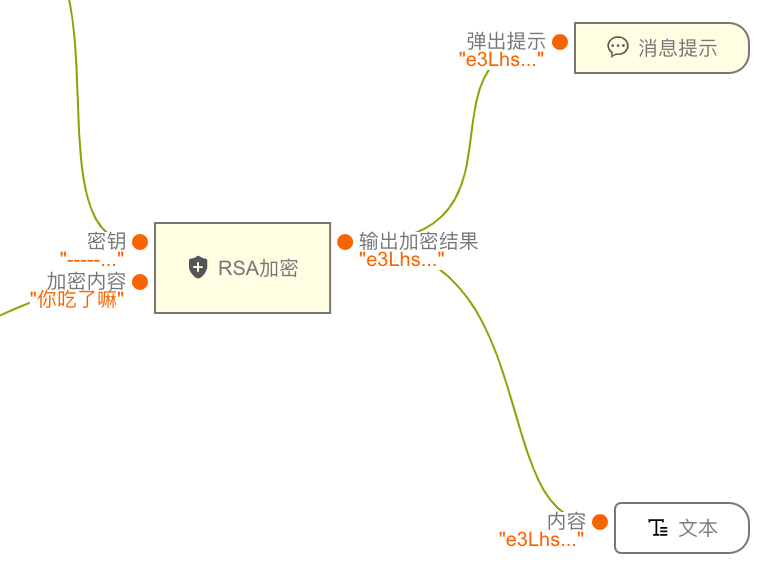 弹出提示
"e3Lhs..."
消息提示
密钥
"-----..."
加密内容
"你吃了嘛"
RSA加密
输出加密结果
"e3Lhs..."
内容
"e3Lhs..."
文本